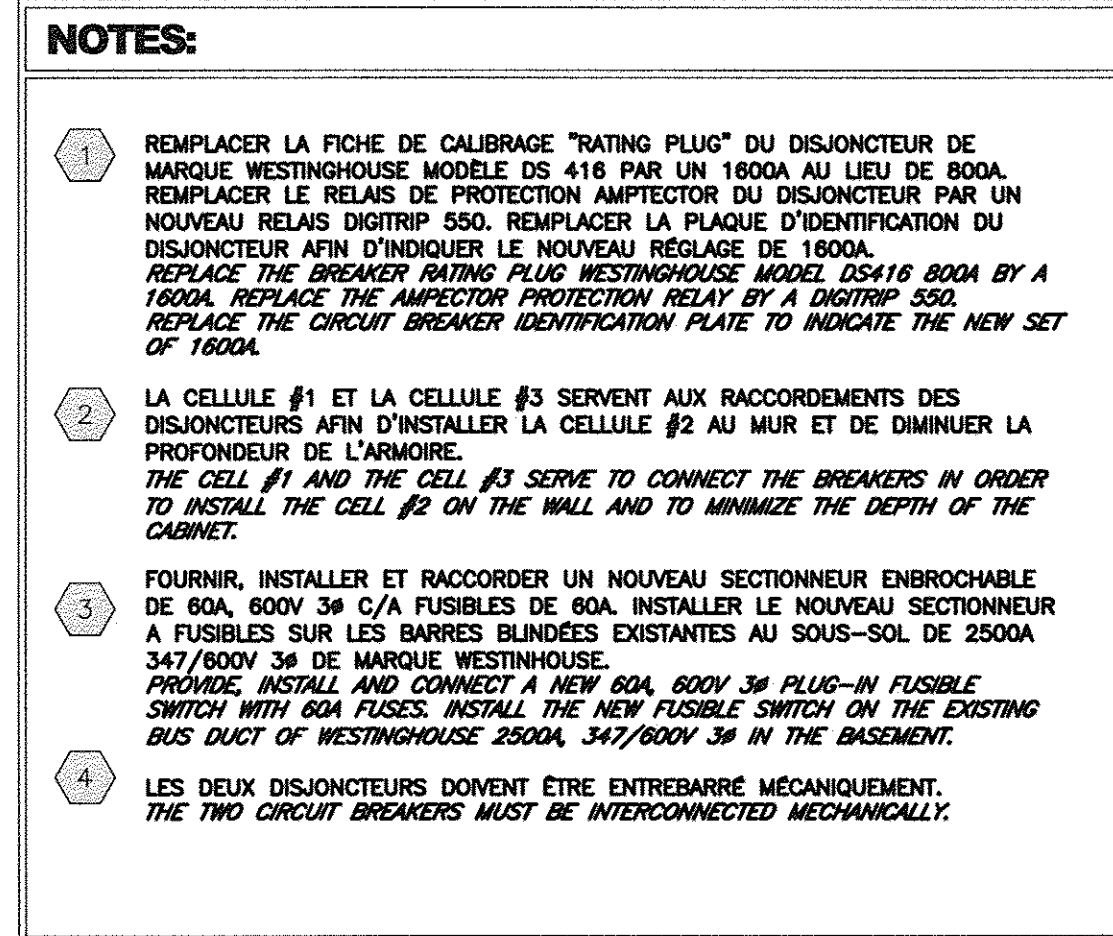 NOTES:
1
REMPLACER LA FICHE DE CALIBRAGE "RATING PLUG" DU DISJONCTEUR DE
MARQUE WESTINGHOUSE MODÈLE DS 416 PAR UN 1600A AU LIEU DE 800A.
REMPLACER LE RELAIS DE PROTECTION AMPTECTOR DU DISJONCTEUR PAR UN
NOUVEAU RELAIS DIGITRIP 550. REMPLACER LA PLAQUE D'IDENTIFICATION DU
DISJONCTEUR AFIN D'INDIQUER LE NOUVEAU RÉGLAGE DE 1600A.
REPLACE THE BREAKER RATING PLUG WESTINGHOUSE MODEL DS416 800A BY A
1600A. REPLACE THE AMPECTOR PROTECTION RELAY BY A DIGITRIP 550.
REPLACE THE CIRCUIT BREAKER IDENTIFICATION PLATE TO INDICATE THE NEW SET
OF 1600A.
2
LA CELLULE #1 ET LA CELLULE #3 SERVENT AUX RACCORDEMENTS DES
DISJONCTEURS AFIN D'INSTALLER LA CELLULE #2 AU MUR ET DE DIMINUER LA
PROFONDEUR DE L'ARMOIRE.
THE CELL #1 AND THE CELL #3 SERVE TO CONNECT THE BREAKERS IN ORDER
TO INSTALL THE CELL #2 ON THE WALL AND TO MINIMIZE THE DEPTH OF THE
CABINET.
3
FOURNIR, INSTALLER ET RACCORDER UN NOUVEAU SECTIONNEUR ENBROCHABLE
DE 60A, 600V 3ø C/A FUSIBLES DE 60A. INSTALLER LE NOUVEAU SECTIONNEUR
A FUSIBLES SUR LES BARRES BLINDÉES EXISTANTES AU SOUS-SOL DE 2500A
347/600V 3ø DE MARQUE WESTINHOUSE.
PROVIDE, INSTALL AND CONNECT A NEW 60A, 600V 3ø PLUG-IN FUSIBLE
SWITCH WITH 60A FUSES. INSTALL THE NEW FUSIBLE SWITCH ON THE EXISTING
BUS DUCT OF WESTINGHOUSE 2500A, 347/600V 3ø IN THE BASEMENT.
4
LES DEUX DISJONCTEURS DOIVENT ÊTRE ENTREBARRÉ MÉCANIQUEMENT.
THE TWO CIRCUIT BREAKERS MUST BE INTERCONNECTED MECHANICALLY.